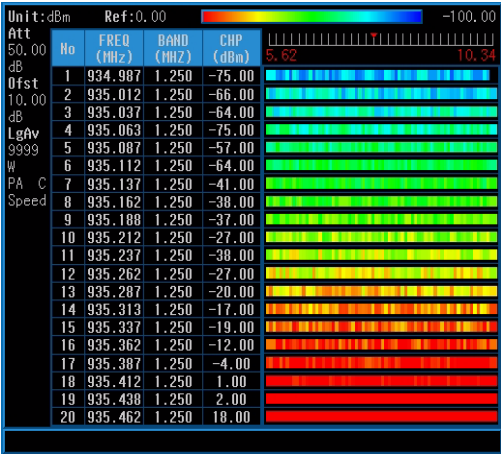 Unit:dBm Ref:0.00 -100.00
Att
50.00
dB
Ofst
10.00
dB
LgAv
9999
W
PA C
Speed
No FREQ (MHz) BAND (MHZ) CHP (dBm)
5.62 10.34
1 934.987 1.250 -75.00
2 935.012 1.250 -66.00
3 935.037 1.250 -64.00
4 935.063 1.250 -75.00
5 935.087 1.250 -57.00
6 935.112 1.250 -64.00
7 935.137 1.250 -41.00
8 935.162 1.250 -38.00
9 935.188 1.250 -37.00
10 935.212 1.250 -27.00
11 935.237 1.250 -38.00
12 935.262 1.250 -27.00
13 935.287 1.250 -20.00
14 935.313 1.250 -17.00
15 935.337 1.250 -19.00
16 935.362 1.250 -12.00
17 935.387 1.250 -4.00
18 935.412 1.250 1.00
19 935.438 1.250 2.00
20 935.462 1.250 18.00